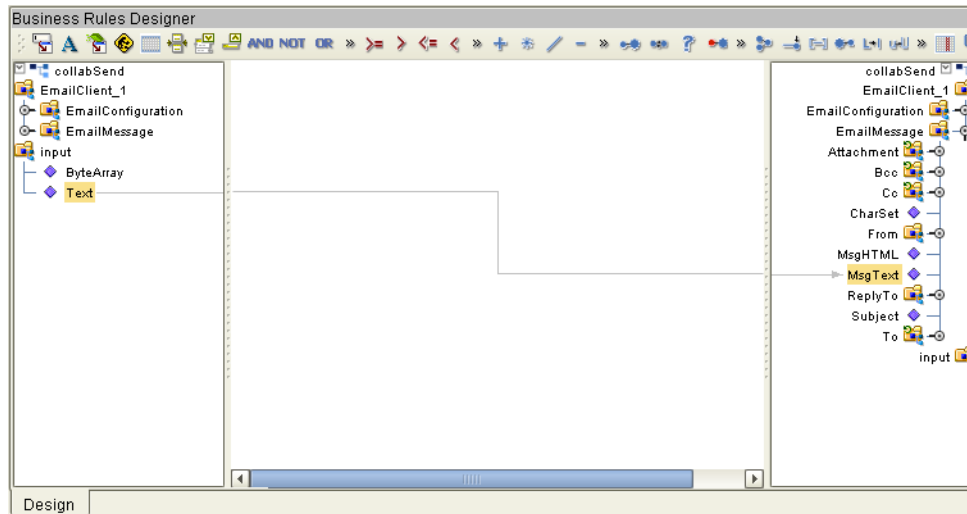 Business Rules Designer
A AND NOT OR » >= > <= < » + * / - » ? » »
collabSend
EmailClient_1
EmailConfiguration
EmailMessage
input
ByteArray
Text
collabSend
EmailClient_1
EmailConfiguration
EmailMessage
Attachment
Bcc
Cc
CharSet
From
MsgHTML
MsgText
ReplyTo
Subject
To
input
Design